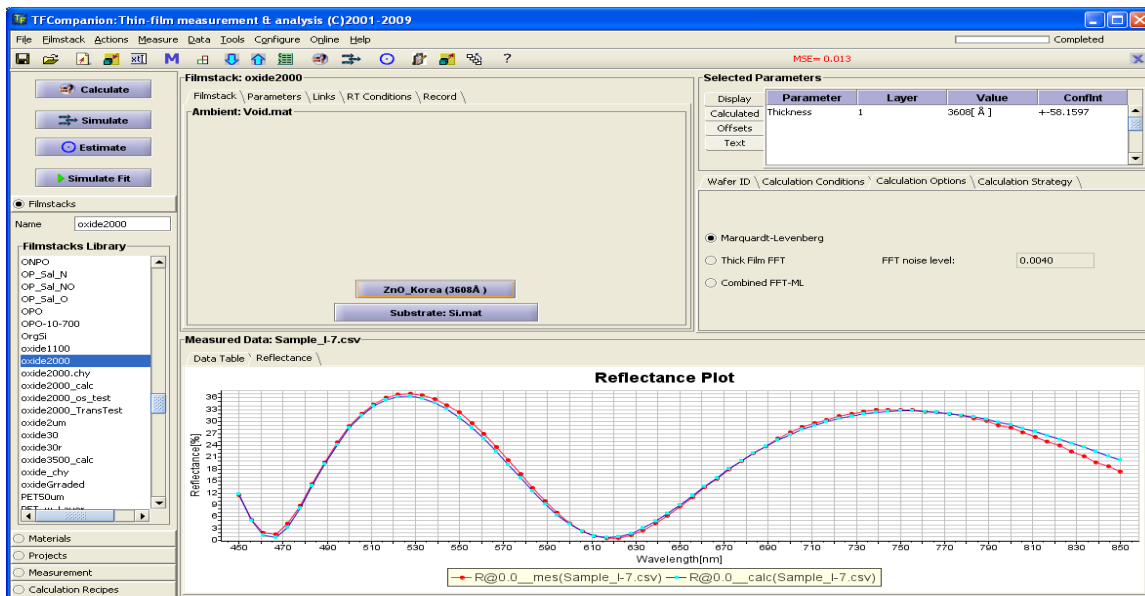 TFCompanion: Thin-film measurement & analysis (C)2001-2009
File Filmstack Actions Measure Data Tools Configure Online Help
Completed
M
?
MSE= 0.013
Calculate
Simulate
Estimate
Simulate Fit
Filmstacks
Name oxide2000
Filmstacks Library
ONPO
OP_Sal_N
OP_Sal_NO
OP_Sal_O
OPO
OPO-10-700
OrgSi
oxide1100
oxide2000
oxide2000.chy
oxide2000_calc
oxide2000_os_test
oxide2000_TransTest
oxide2um
oxide30
oxide30r
oxide3500_calc
oxide_chy
oxideGrraded
PET50um
Materials
Projects
Measurement
Calculation Recipes
Filmstack: oxide2000
Filmstack Parameters Links RT Conditions Record
Ambient: Void.mat
ZnO_Korea (3608Å )
Substrate: Si.mat
Selected Parameters
Display
Calculated
Offsets
Text
Parameter Layer Value ConfInt
Thickness 1 3608[ Å ] +-58.1597
Wafer ID Calculation Conditions Calculation Options Calculation Strategy
Marquardt-Levenberg
Thick Film FFT FFT noise level: 0.0040
Combined FFT-ML
Measured Data: Sample_I-7.csv
Data Table Reflectance
Reflectance Plot
Reflectance[%]
36
33
30
27
24
21
18
15
12
9
6
3
0
450 470 490 510 530 550 570 590 610 630 650 670 690 710 730 750 770 790 810 830 850
Wavelength[nm]
R@0.0__mes(Sample_I-7.csv) R@0.0__calc(Sample_I-7.csv)